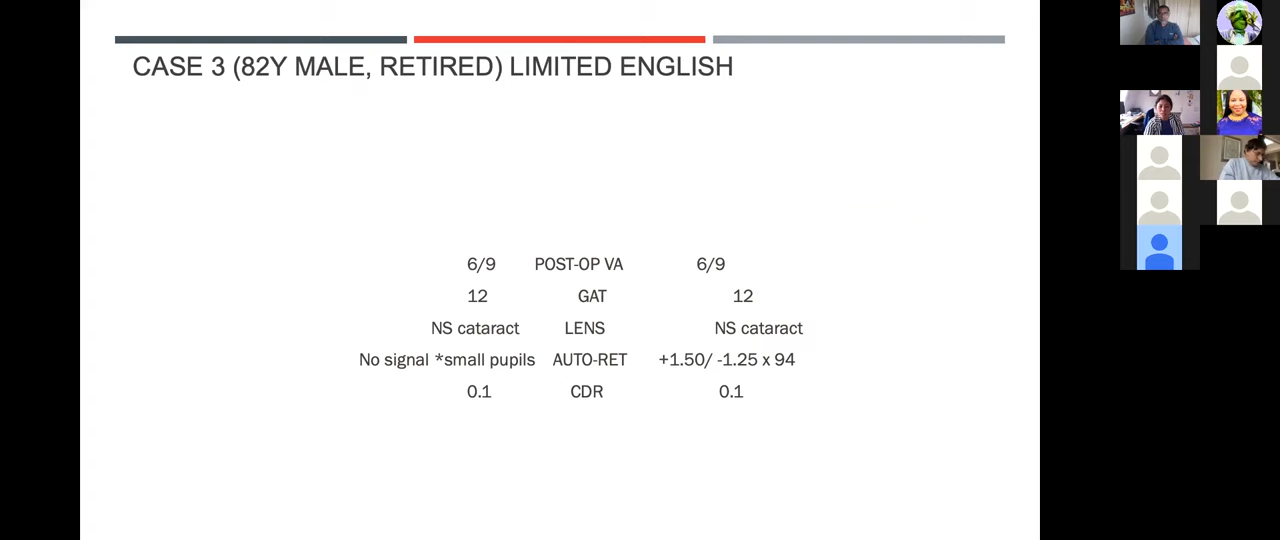 CASE 3 (82Y MALE, RETIRED) LIMITED ENGLISH
6/9 POST-OP VA 6/9
12 GAT 12
NS cataract LENS NS cataract
No signal *small pupils AUTO-RET +1.50/ -1.25 x 94
0.1 CDR 0.1